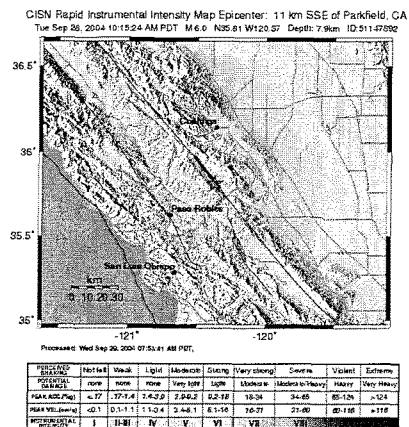 CISN Rapid Instrumental Intensity Map Epicenter: 11 km SSE of Parkfield, CA
Tue Sep 28, 2004 10:15:24 AM PDT M 6.0 N35.81 W120.37 Depth: 7.9km ID:51147892
36.5°
36°
Paso Robles
35.5°
San Luis Obispo
km
0 10 20 30
35°
-121° -120°
Processed: Wed Sep 29, 2004 07:53:41 AM PDT,
PERCEIVED SHAKING Not felt Weak Light Moderate Strong Very strong Severe Violent Extreme
POTENTIAL DAMAGE none none none Very light Light Moderate Moderate/Heavy Heavy Very Heavy
PEAK ACC.(%g) <.17 .17-1.4 1.4-3.9 3.9-9.2 9.2-18 18-34 34-65 65-124 >124
PEAK VEL.(cm/s) <0.1 0.1-1.1 1.1-3.4 3.4-8.1 8.1-16 16-31 31-60 60-116 >116
INSTRUMENTAL I II-III IV V VI VII VIII